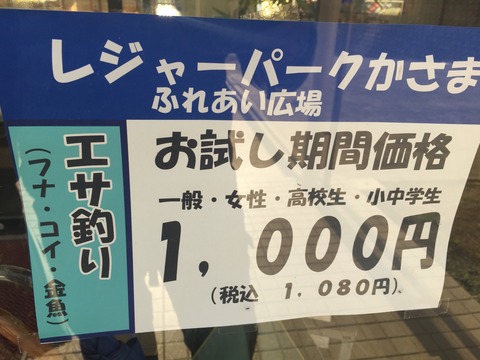 レジャーパークかさま
ふれあい広場
エサ釣り
(フナ・コイ・金魚)
お試し期間価格
一般・女性・高校生・小中学生
1,000円
(税込 1,080円)